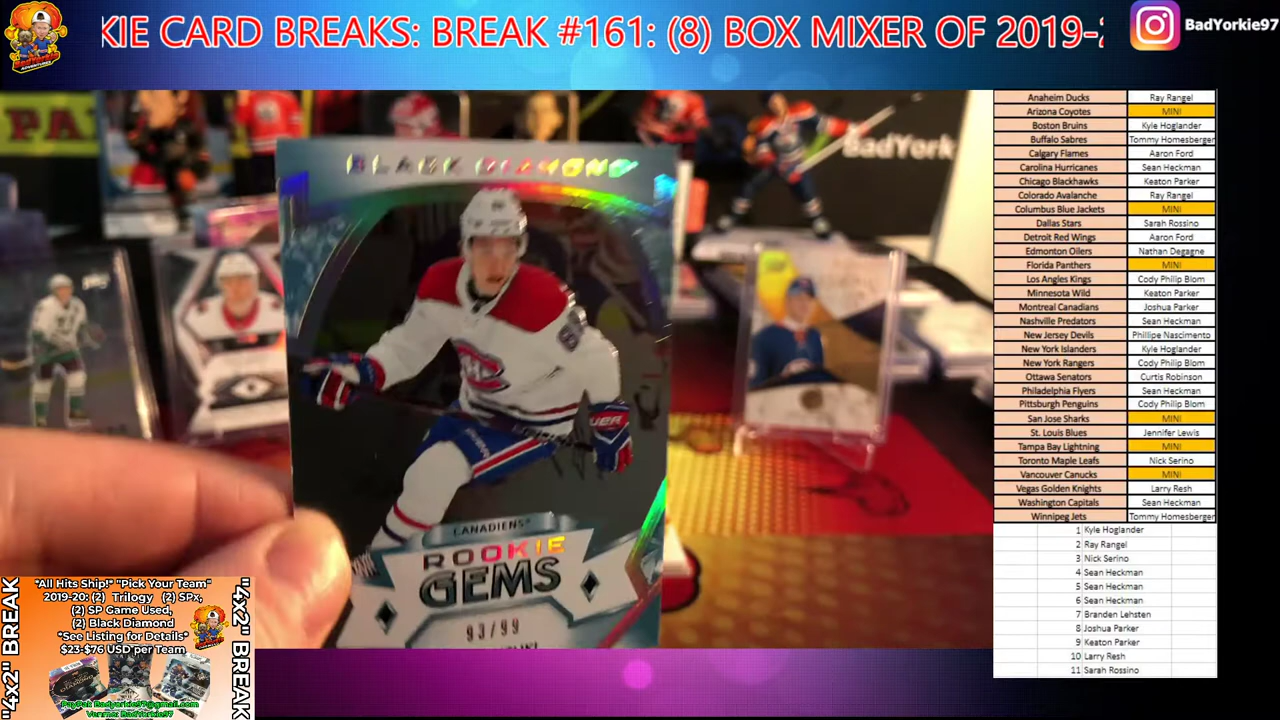 KIE CARD BREAKS: BREAK #161: (8) BOX MIXER OF 2019-
BadYorkie97
PA
BadYork
BLACK DIAMOND
CANADIENS
ROOKIE
GEMS
93/99
Anaheim Ducks Ray Rangel
Arizona Coyotes MINI
Boston Bruins Kyle Hoglander
Buffalo Sabres Tommy Homesberger
Calgary Flames Aaron Ford
Carolina Hurricanes Sean Heckman
Chicago Blackhawks Keaton Parker
Colorado Avalanche Ray Rangel
Columbus Blue Jackets MINI
Dallas Stars Sarah Rossino
Detroit Red Wings Aaron Ford
Edmonton Oilers Nathan Degagne
Florida Panthers MINI
Los Angeles Kings Cody Philip Blom
Minnesota Wild Keaton Parker
Montreal Canadians Joshua Parker
Nashville Predators Sean Heckman
New Jersey Devils Phillipe Nascimento
New York Islanders Kyle Hoglander
New York Rangers Cody Philip Blom
Ottawa Senators Curtis Robinson
Philadelphia Flyers Sean Heckman
Pittsburgh Penguins Cody Philip Blom
San Jose Sharks MINI
St. Louis Blues Jennifer Lewis
Tampa Bay Lightning MINI
Toronto Maple Leafs Nick Serino
Vancouver Canucks MINI
Vegas Golden Knights Larry Resh
Washington Capitals Sean Heckman
Winnipeg Jets Tommy Homesberger
1 Kyle Hoglander
2 Ray Rangel
3 Nick Serino
4 Sean Heckman
5 Sean Heckman
6 Sean Heckman
7 Branden Lehsten
8 Joshua Parker
9 Keaton Parker
10 Larry Resh
11 Sarah Rossino
"4x2" BREAK
"All Hits Ship!" "Pick Your Team"
2019-20: (2) Trilogy (2) SPx,
(2) SP Game Used,
(2) Black Diamond
*See Listing for Details*
$23-$76 USD per Team
PayPal: Badyorkie97@gmail.com
Venmo: BadYorkie97
"4x2" BREAK